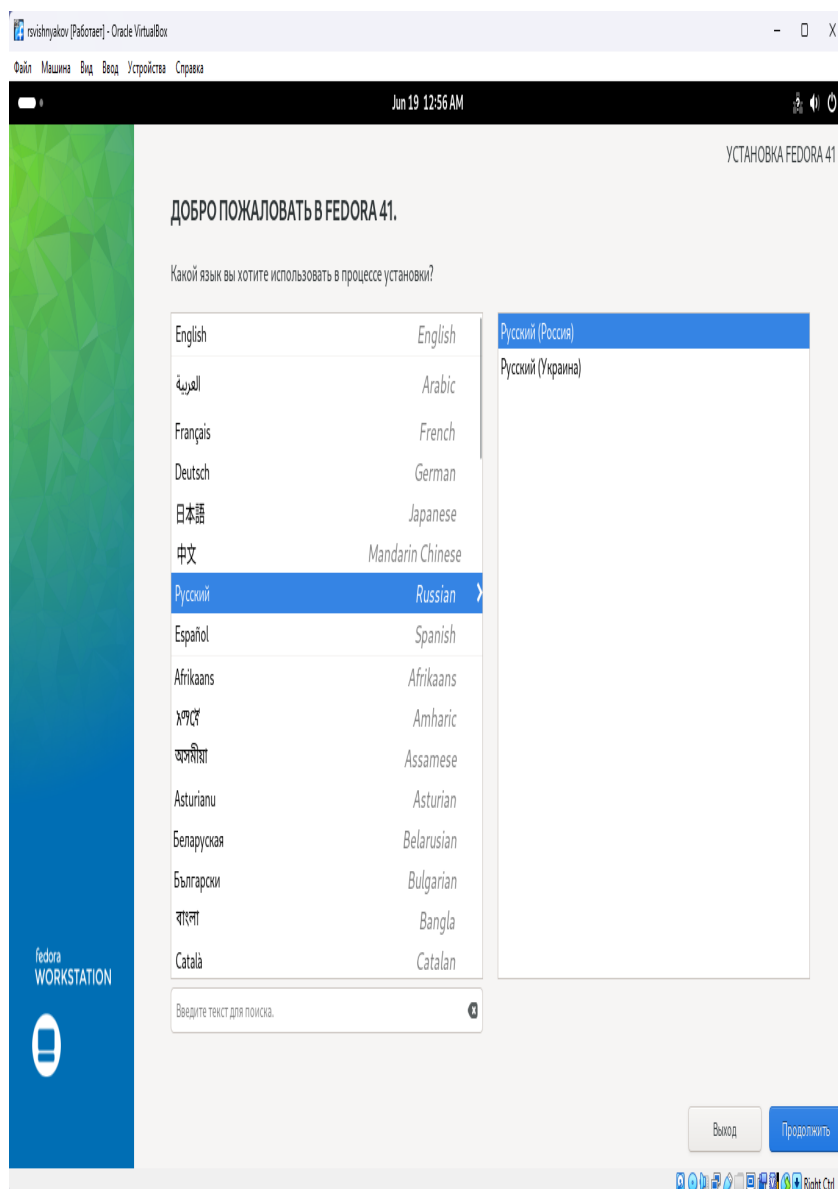 rsvishnyakov [Работает] - Oracle VirtualBox
Файл Машина Вид Ввод Устройства Справка
Jun 19 12:56 AM
УСТАНОВКА FEDORA 41
ДОБРО ПОЖАЛОВАТЬ В FEDORA 41.
Какой язык вы хотите использовать в процессе установки?
English English
العربية Arabic
Français French
Deutsch German
日本語 Japanese
中文 Mandarin Chinese
Русский Russian
Español Spanish
Afrikaans Afrikaans
አማርኛ Amharic
অসমীয়া Assamese
Asturianu Asturian
Беларуская Belarusian
Български Bulgarian
বাংলা Bangla
Català Catalan
Русский (Россия)
Русский (Украина)
Введите текст для поиска.
fedora
WORKSTATION
Выход Продолжить
Right Ctrl